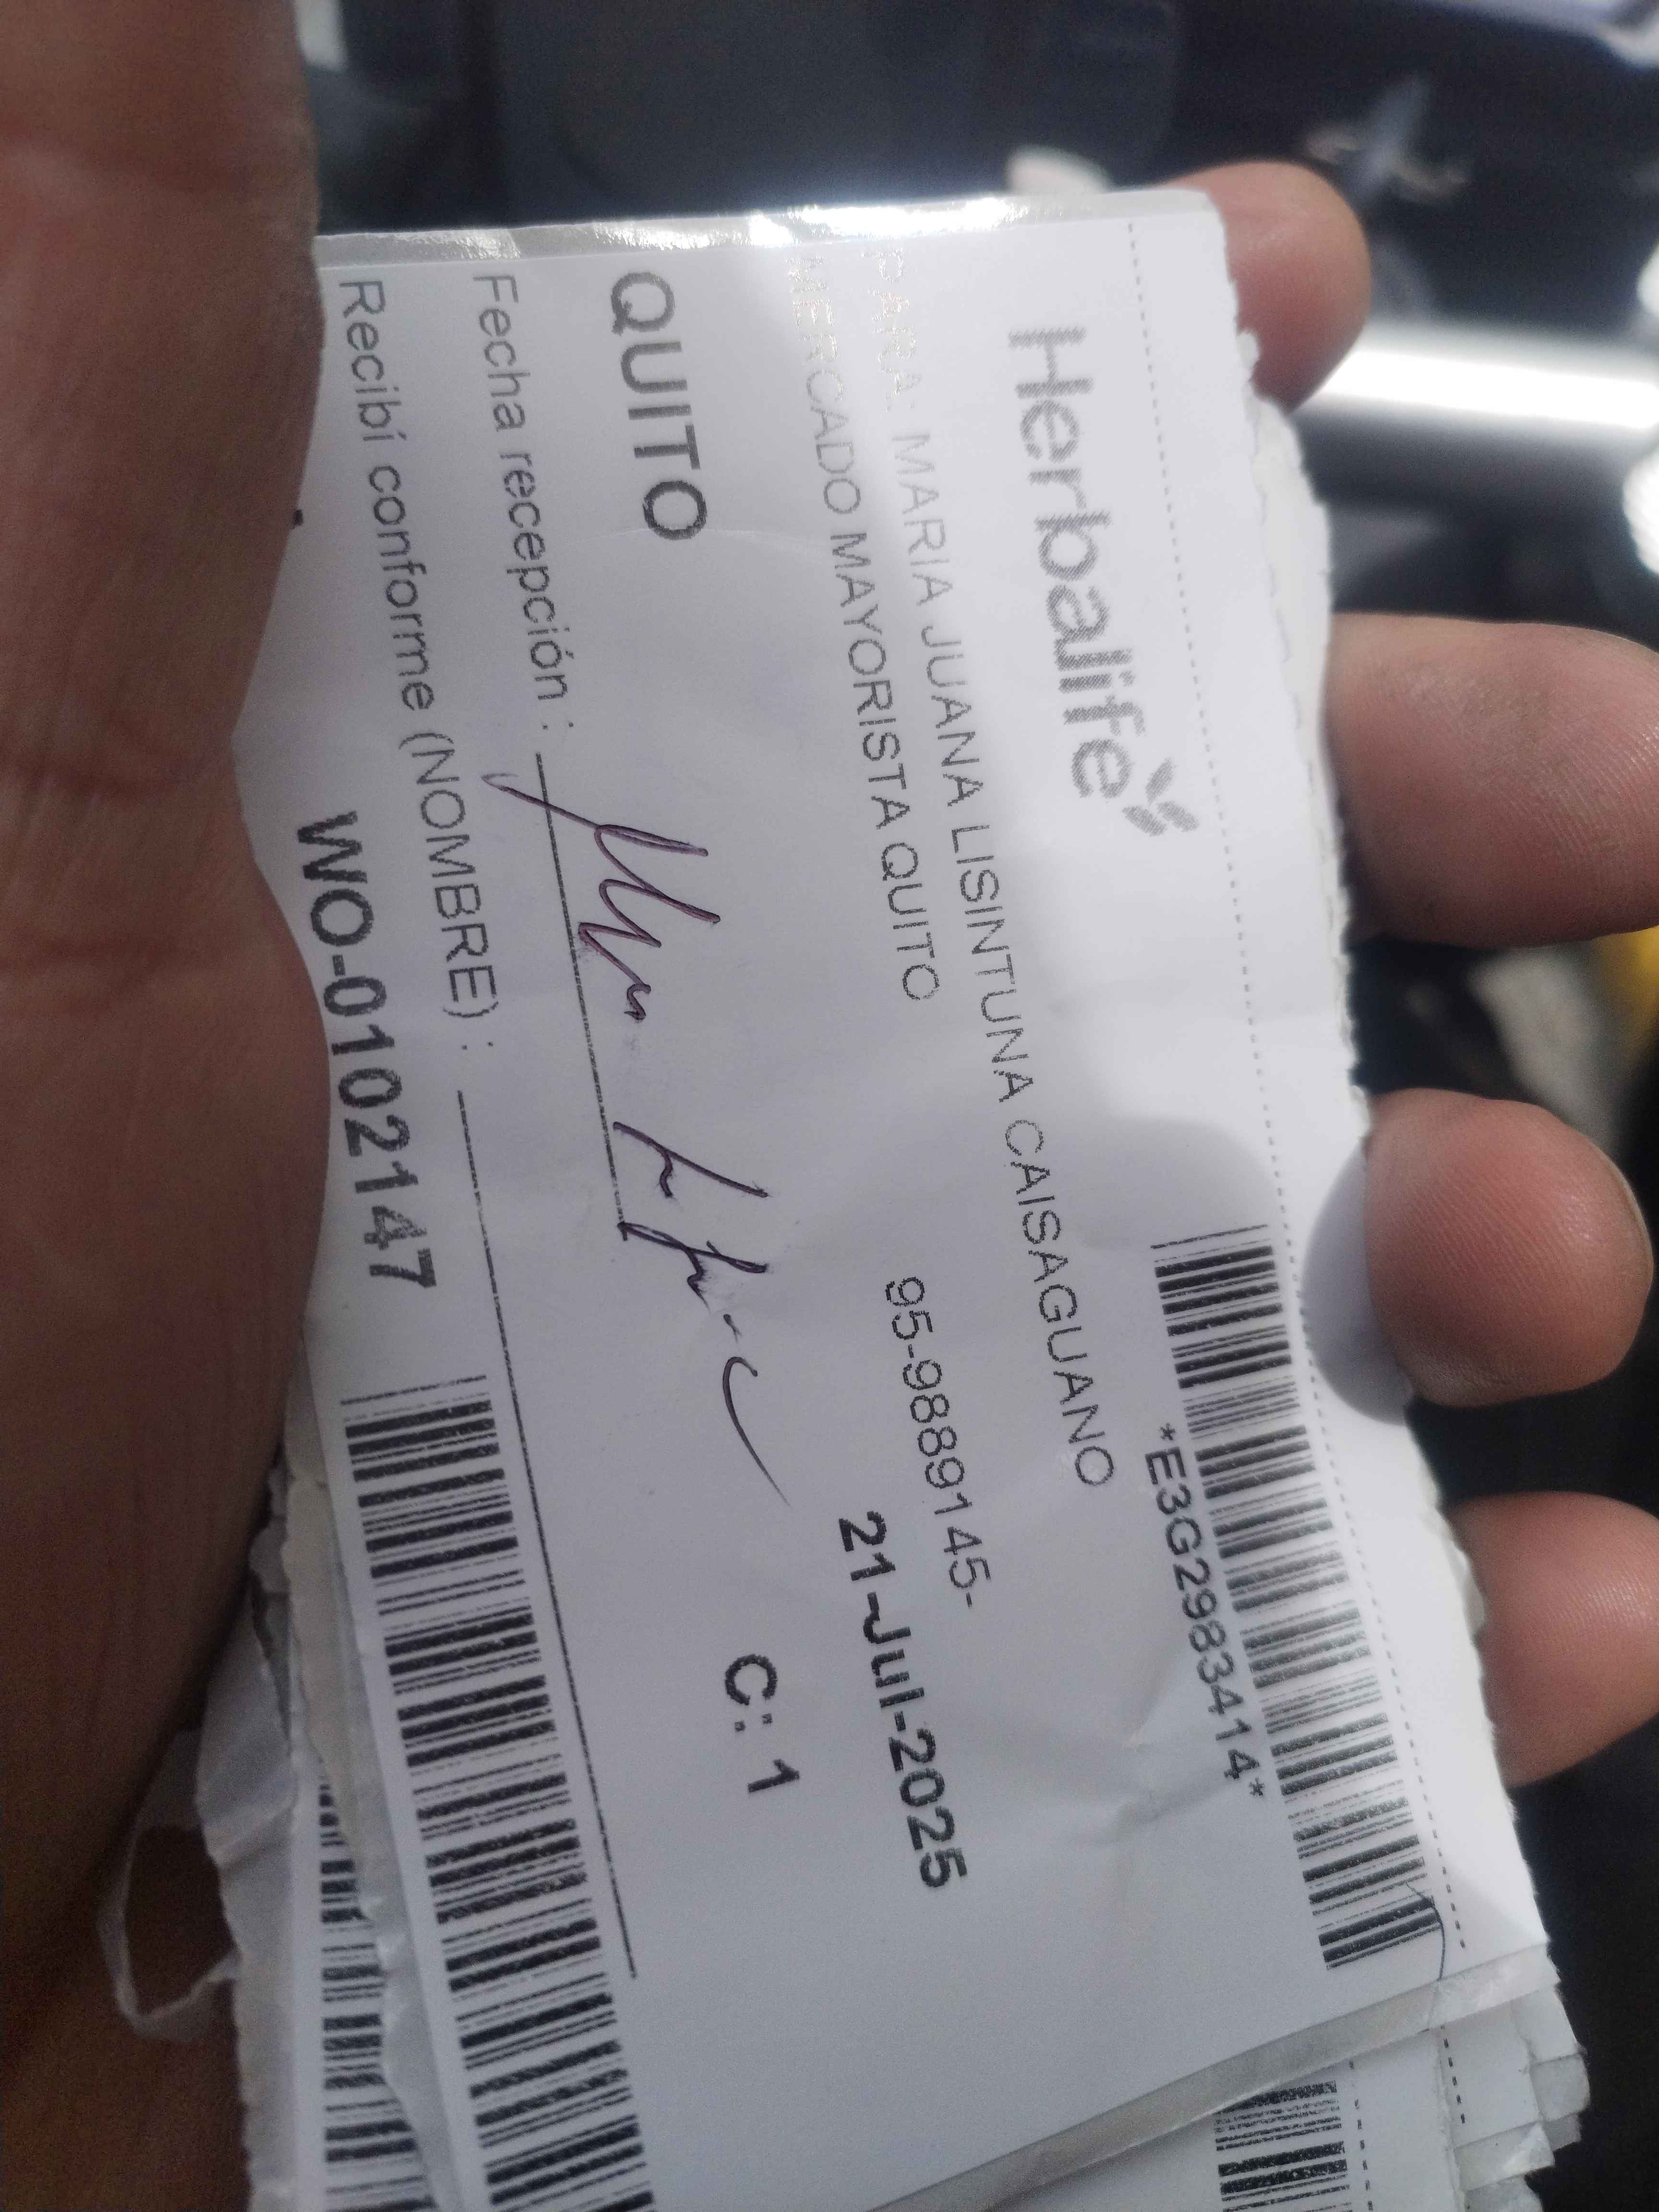 Herbalife
*E3G2983414*
PARA: MARIA JUANA LISINTUNA CAISAGUANO
MERCADO MAYORISTA QUITO
95-9889145-
21-Jul-2025
QUITO
C: 1
Fecha recepción :
Recibí conforme (NOMBRE) :
WO-0102147